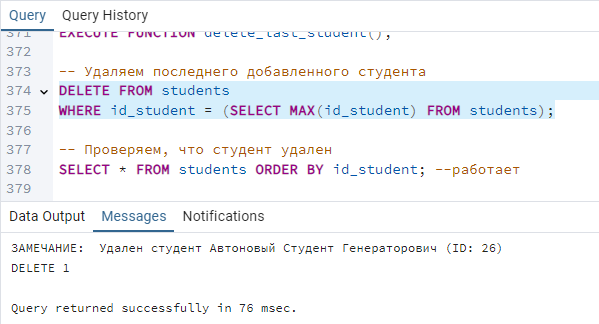 Query Query History
371 EXECUTE FUNCTION delete_last_student();
372
373 -- Удаляем последнего добавленного студента
374 DELETE FROM students
375 WHERE id_student = (SELECT MAX(id_student) FROM students);
376
377 -- Проверяем, что студент удален
378 SELECT * FROM students ORDER BY id_student; --работает
379
Data Output Messages Notifications
ЗАМЕЧАНИЕ: Удален студент Автоновый Студент Генераторович (ID: 26)
DELETE 1
Query returned successfully in 76 msec.